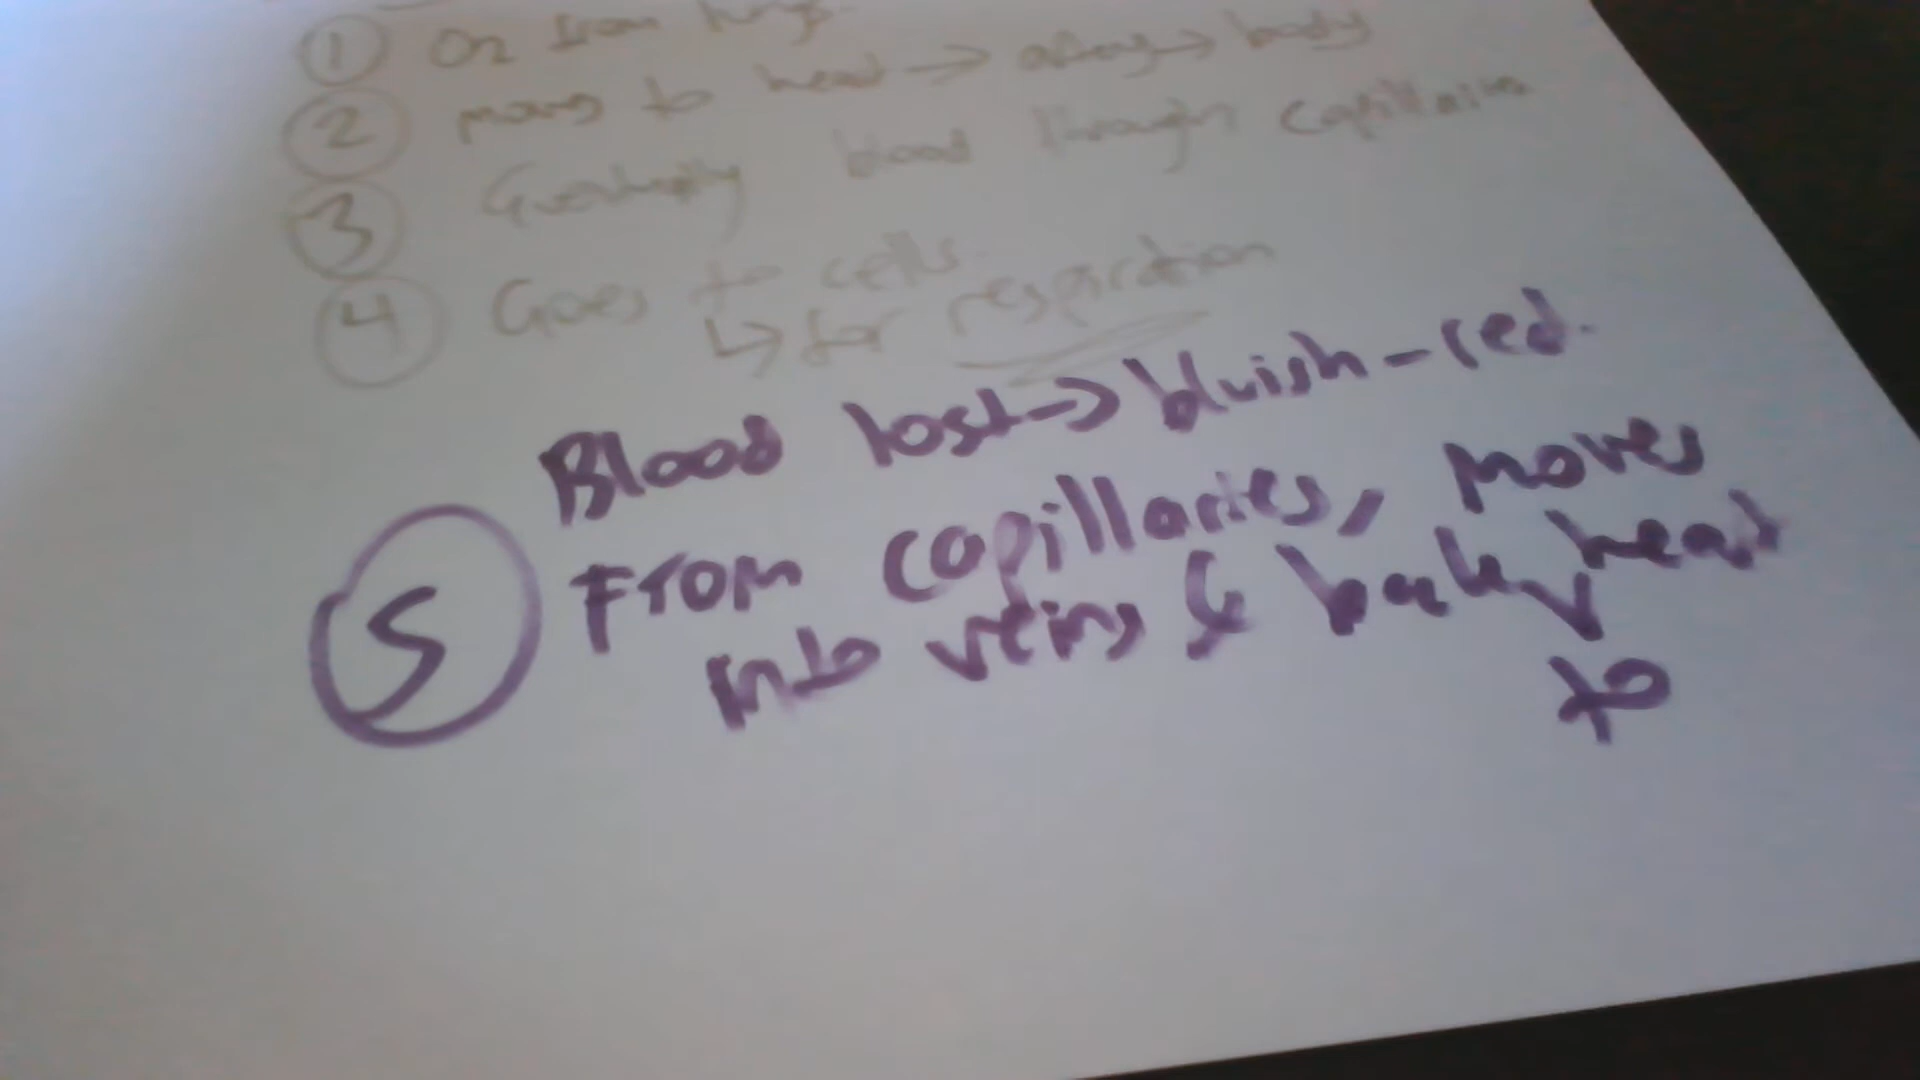 ① O2 from lungs.
② moves to heart → artery → body
③ Eventually blood through capillaries
④ Goes to cells
↳ for respiration
Blood lost → bluish-red.
⑤ From capillaries, moves
into veins & back heart
to